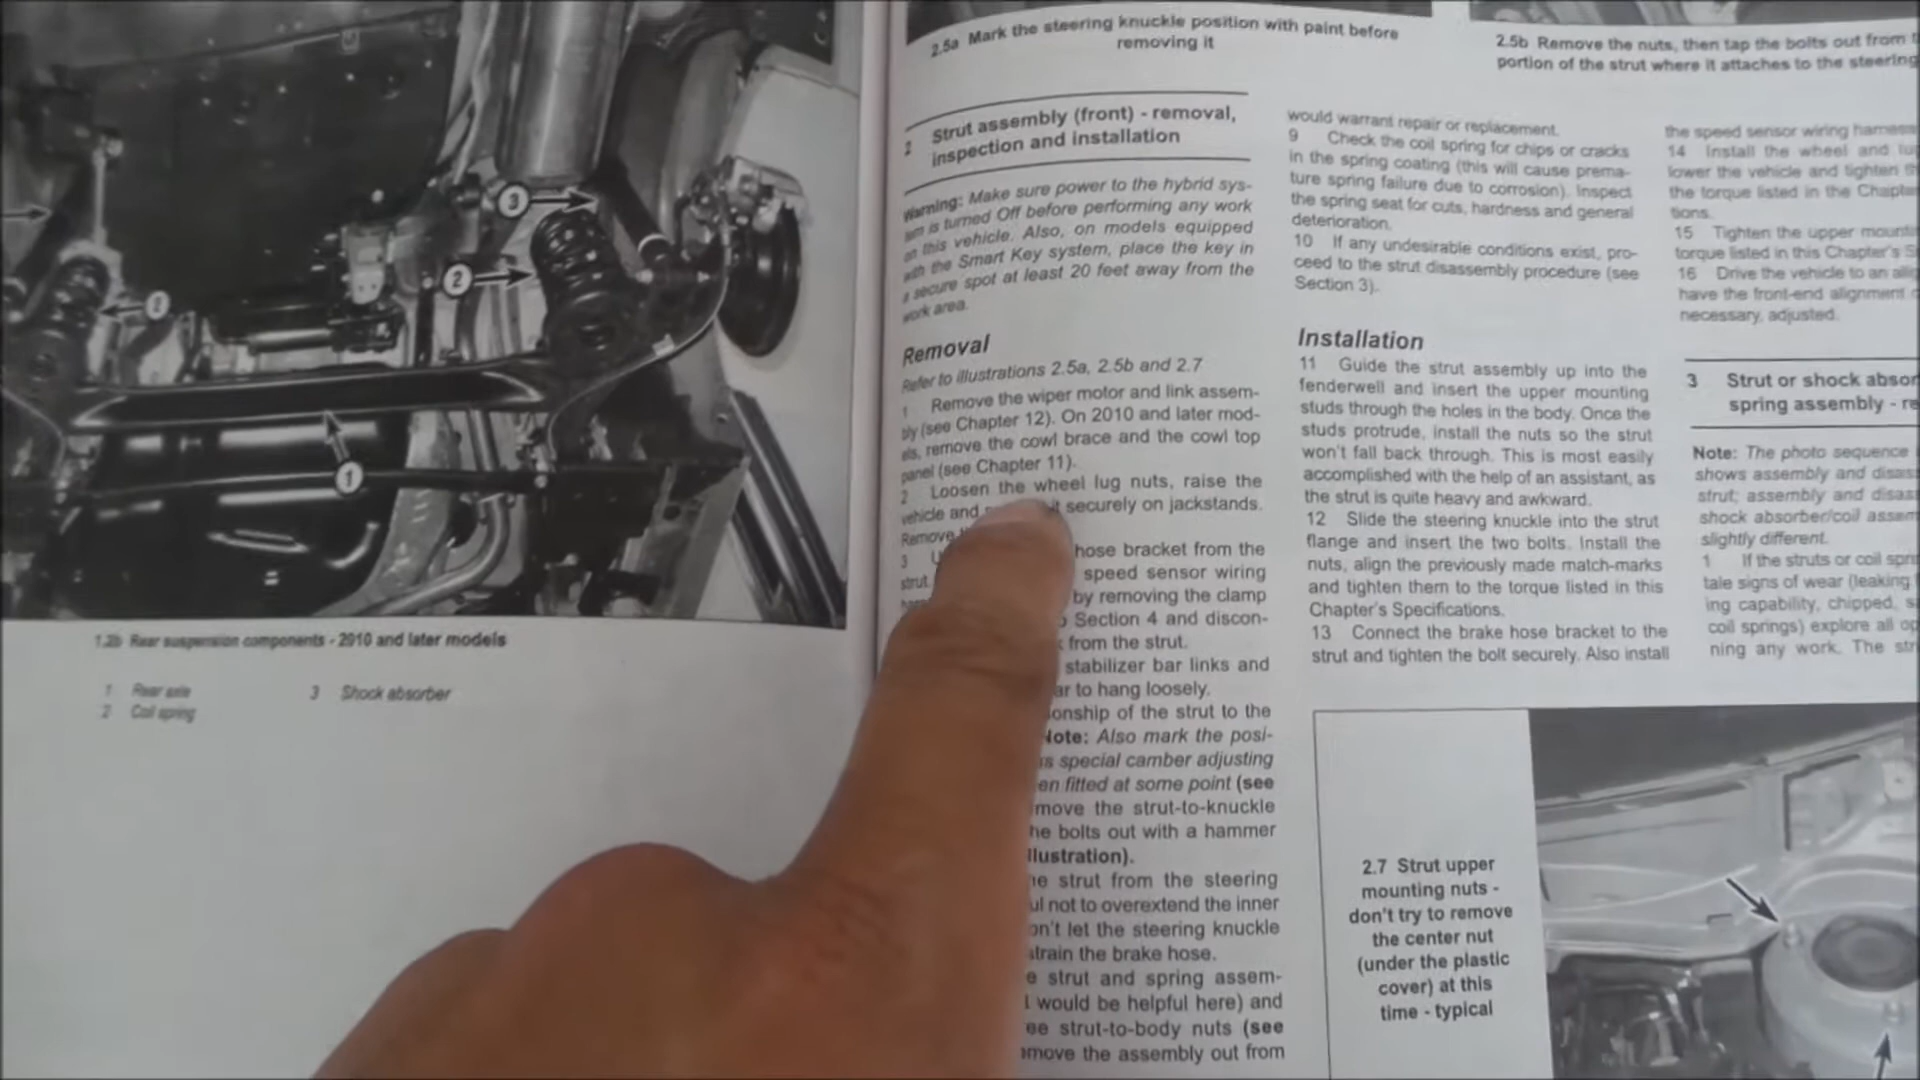 2.5a Mark the steering knuckle position with paint before
removing it
2.5b Remove the nuts, then tap the bolts out from
portion of the strut where it attaches to the steering
3
2
2
1
1.2b Rear suspension components - 2010 and later models
1 Rear axle
2 Coil spring
3 Shock absorber
2 Strut assembly (front) - removal,
inspection and installation
Warning: Make sure power to the hybrid sys-
tem is turned Off before performing any work
on this vehicle. Also, on models equipped
with the Smart Key system, place the key in
a secure spot at least 20 feet away from the
work area.
Removal
Refer to illustrations 2.5a, 2.5b and 2.7
1 Remove the wiper motor and link assem-
bly (see Chapter 12). On 2010 and later mod-
els, remove the cowl brace and the cowl top
panel (see Chapter 11).
2 Loosen the wheel lug nuts, raise the
vehicle and it securely on jackstands.
Remove
3 hose bracket from the
strut. speed sensor wiring
by removing the clamp
Section 4 and discon-
from the strut.
stabilizer bar links and
to hang loosely.
of the strut to the
Note: Also mark the posi-
special camber adjusting
fitted at some point (see
the strut-to-knuckle
bolts out with a hammer
illustration).
strut from the steering
not to overextend the inner
don't let the steering knuckle
strain the brake hose.
strut and spring assem-
would be helpful here) and
strut-to-body nuts (see
the assembly out from
would warrant repair or replacement.
9 Check the coil spring for chips or cracks
in the spring coating (this will cause prema-
ture spring failure due to corrosion). Inspect
the spring seat for cuts, hardness and general
deterioration.
10 If any undesirable conditions exist, pro-
ceed to the strut disassembly procedure (see
Section 3).
Installation
11 Guide the strut assembly up into the
fenderwell and insert the upper mounting
studs through the holes in the body. Once the
studs protrude, install the nuts so the strut
won't fall back through. This is most easily
accomplished with the help of an assistant, as
the strut is quite heavy and awkward.
12 Slide the steering knuckle into the strut
flange and insert the two bolts. Install the
nuts, align the previously made match-marks
and tighten them to the torque listed in this
Chapter's Specifications.
13 Connect the brake hose bracket to the
strut and tighten the bolt securely. Also install
the speed sensor wiring harness
14 Install the wheel and
lower the vehicle and tighten
the torque listed in the
tions.
15 Tighten the upper
torque listed in this Chapter's
16 Drive the vehicle to an
have the front-end alignment
necessary, adjusted.
3 Strut or shock
spring assembly -
Note: The photo sequence
shows assembly and
strut; assembly and
shock absorber/coil
slightly different.
1 If the struts or coil
tale signs of wear (leaking
ing capability, chipped,
coil springs) explore all
ning any work. The
2.7 Strut upper
mounting nuts -
don't try to remove
the center nut
(under the plastic
cover) at this
time - typical